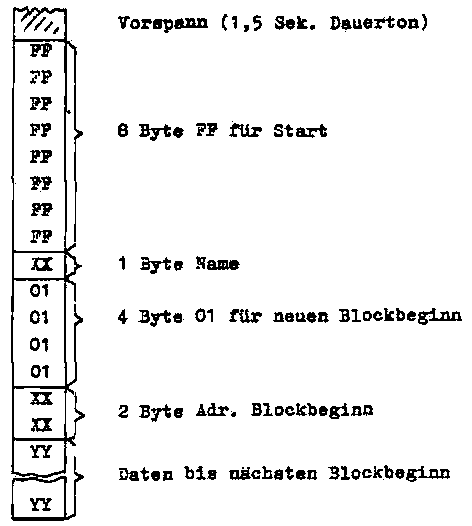 Vorspann (1,5 Sek. Dauerton)
FF
FF
FF
FF 8 Byte FF für Start
FF
FF
FF
FF
XX 1 Byte Name
01
01 4 Byte 01 für neuen Blockbeginn
01
01
XX
2 Byte Adr. Blockbeginn
XX
YY
Daten bis nächsten Blockbeginn
YY